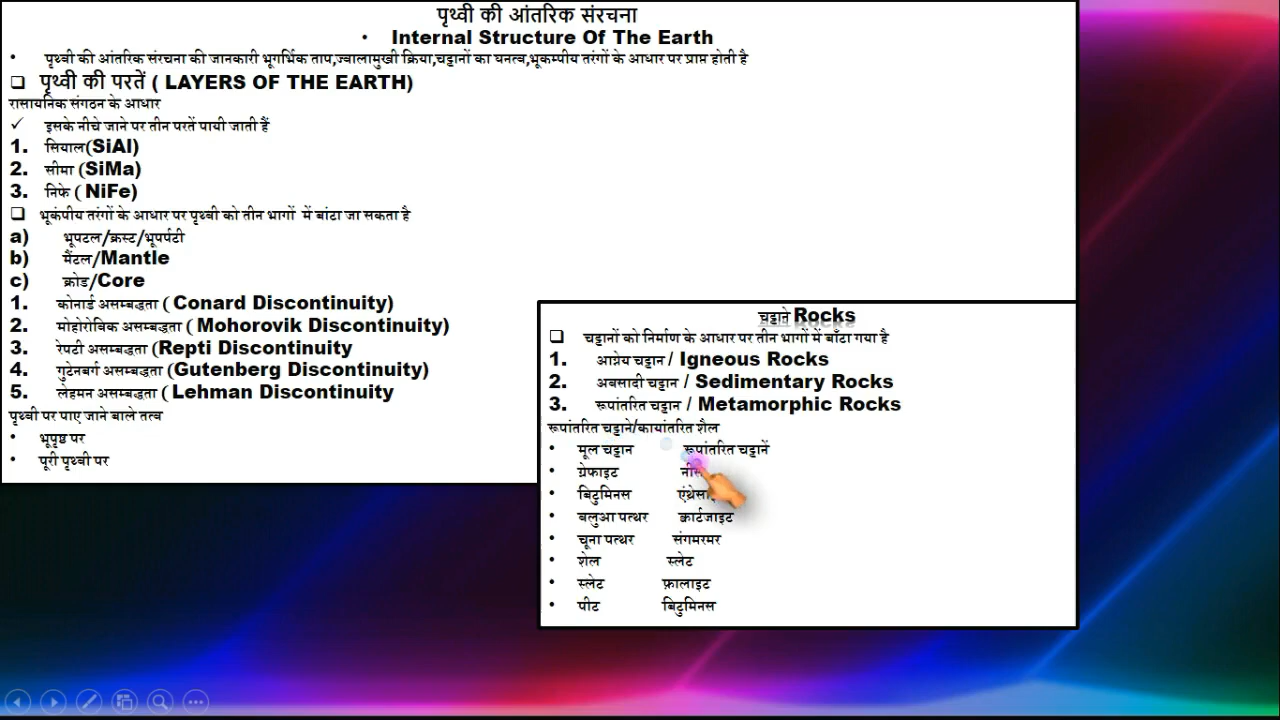 पृथ्वी की आंतरिक संरचना
• Internal Structure Of The Earth
• पृथ्वी की आंतरिक संरचना की जानकारी भूगर्भिक ताप,ज्वालामुखी क्रिया,चट्टानों का घनत्व,भूकम्पीय तरंगों के आधार पर प्राप्त होती है
❑ पृथ्वी की परतें ( LAYERS OF THE EARTH)
रासायनिक संगठन के आधार
✓ इसके नीचे जाने पर तीन परतें पायी जाती हैं
1. सियाल(SiAl)
2. सीमा (SiMa)
3. निफे ( NiFe)
❑ भूकंपीय तरंगों के आधार पर पृथ्वी को तीन भागों में बांटा जा सकता है
a) भूपटल/क्रस्ट/भूपर्पटी
b) मैंटल/Mantle
c) क्रोड/Core
1. कोनार्ड असम्बद्धता ( Conard Discontinuity)
2. मोहोरोविक असम्बद्धता ( Mohorovik Discontinuity)
3. रेपटी असम्बद्धता (Repti Discontinuity
4. गुटेनबर्ग असम्बद्धता (Gutenberg Discontinuity)
5. लेहमन असम्बद्धता ( Lehman Discontinuity
पृथ्वी पर पाए जाने बाले तत्ब
• भूपृष्ठ पर
• पूरी पृथ्वी पर
चट्टाने Rocks
❑ चट्टानों को निर्माण के आधार पर तीन भागों में बाँटा गया है
1. आग्नेय चट्टान / Igneous Rocks
2. अबसादी चट्टान / Sedimentary Rocks
3. रूपांतरित चट्टान / Metamorphic Rocks
रूपांतरित चट्टाने/कायांतरित शैल
• मूल चट्टान रूपांतरित चट्टानें
• ग्रेफाइट
• बिटुमिनस
• बलुआ पत्थर क्वार्टजाइट
• चूना पत्थर संगमरमर
• शेल स्लेट
• स्लेट फ़ालाइट
• पीट बिटुमिनस